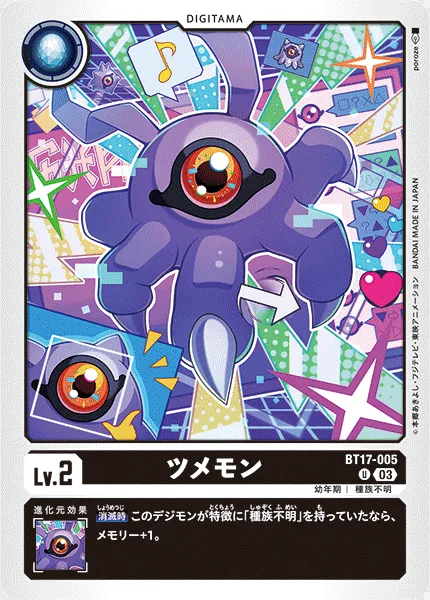 DIGITAMA
poroze
©本郷あきよし・フジテレビ・東映アニメーション BANDAI MADE IN JAPAN
BT17-005
Lv.2
ツメモン
U 03
幼年期 | 種族不明
進化元効果
消滅時 このデジモンが特徴に「種族不明」を持っていたなら、
メモリー+1。